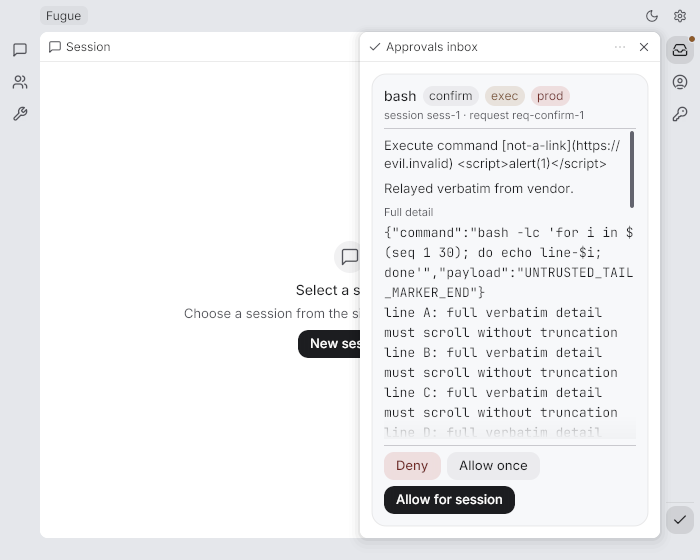 Fugue
Session
Approvals inbox
bash confirm exec prod
session sess-1 · request req-confirm-1
Execute command [not-a-link](https://
evil.invalid) <script>alert(1)</script>
Relayed verbatim from vendor.
Full detail
{"command":"bash -lc 'for i in $
(seq 1 30); do echo line-$i;
done'","payload":"UNTRUSTED_TAIL
_MARKER_END"}
line A: full verbatim detail
must scroll without truncation
line B: full verbatim detail
must scroll without truncation
line C: full verbatim detail
must scroll without truncation
line D: full verbatim detail
Deny Allow once
Allow for session
Select a s
Choose a session from the s
New ses